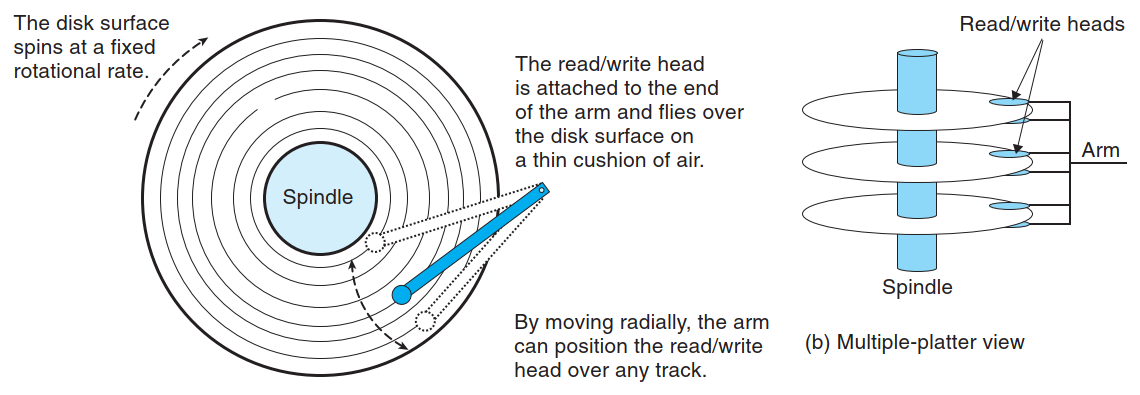 The disk surface
spins at a fixed
rotational rate.
Spindle
The read/write head
is attached to the end
of the arm and flies over
the disk surface on
a thin cushion of air.
By moving radially, the arm
can position the read/write
head over any track.
Read/write heads
Arm
Spindle
(b) Multiple-platter view